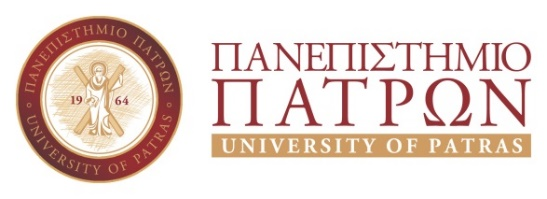 ΠΑΝΕΠΙΣΤΗΜΙΟ ΠΑΤΡΩΝ
19 64
UNIVERSITY OF PATRAS
ΠΑΝΕΠΙΣΤΗΜΙΟ
ΠΑΤΡΩΝ
UNIVERSITY OF PATRAS